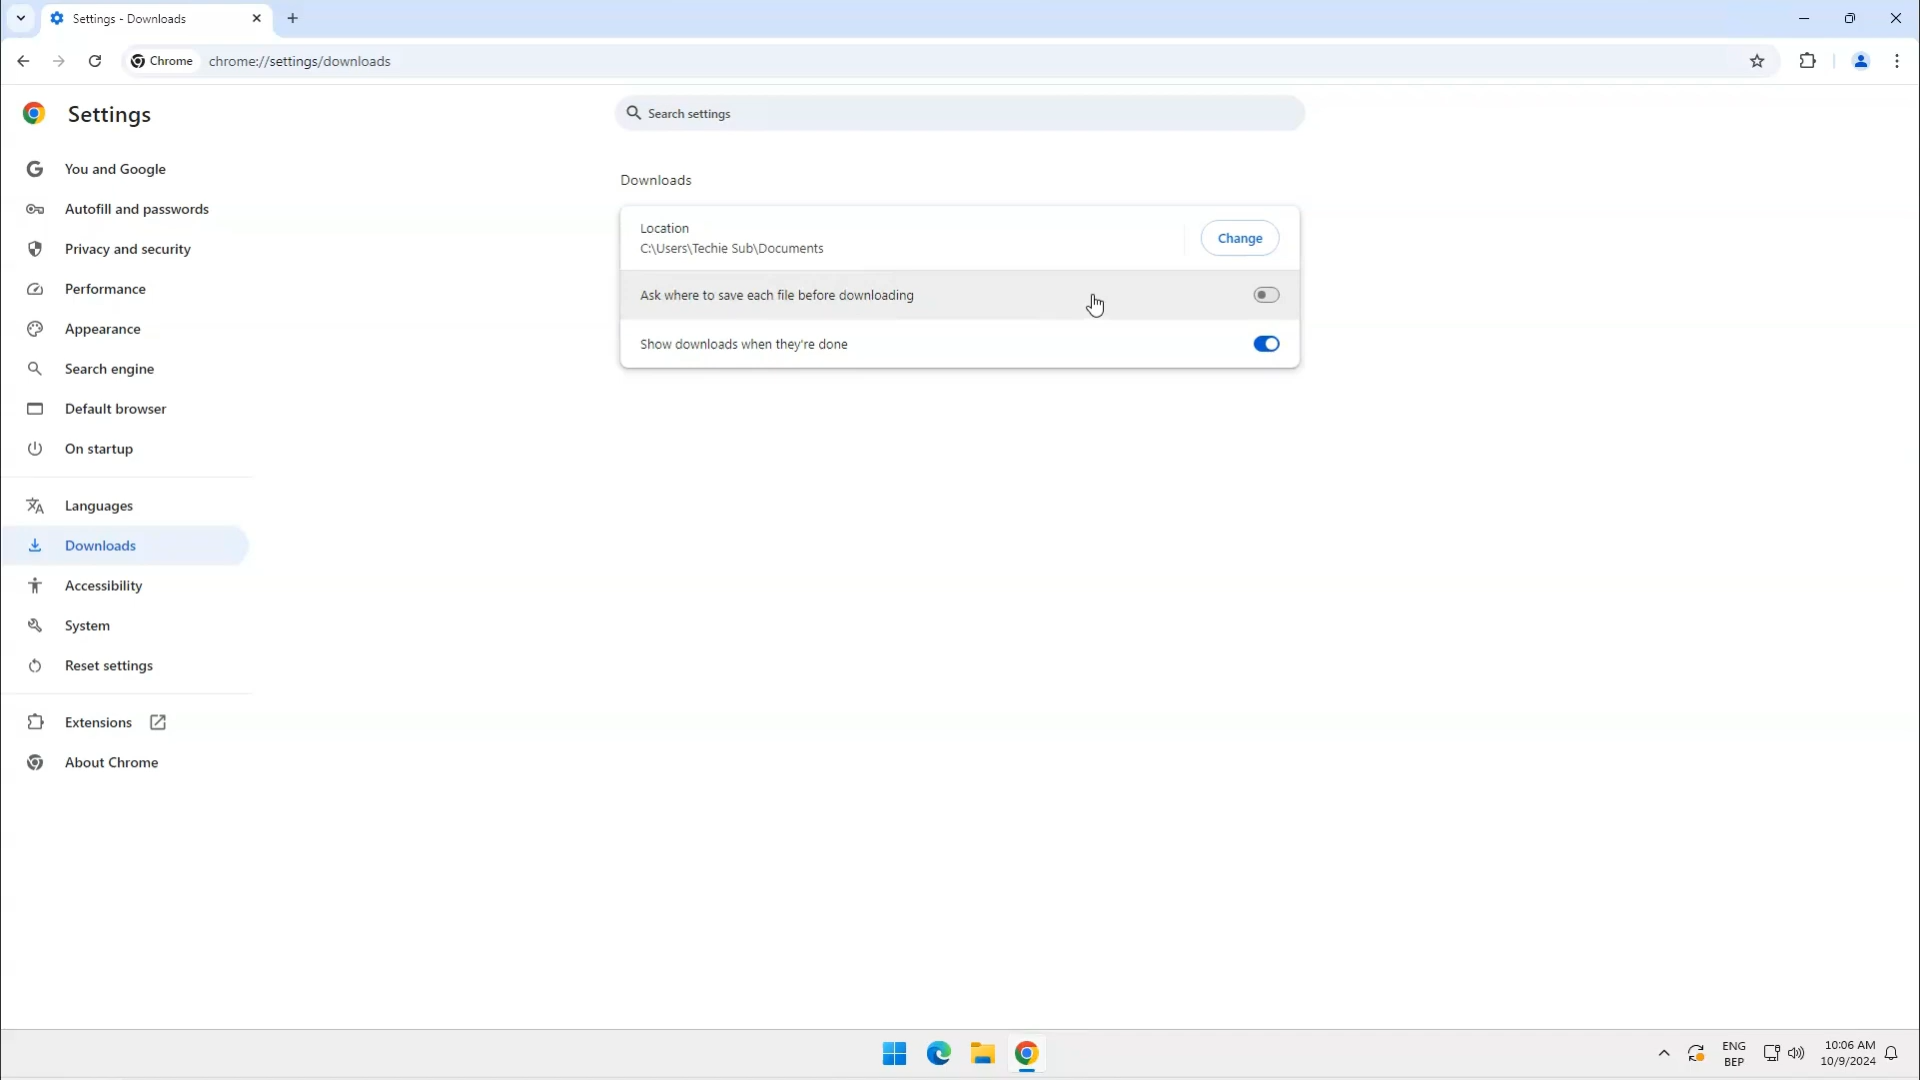 Settings - Downloads
Chrome
chrome://settings/downloads
Settings
Search settings
You and Google
Autofill and passwords
Privacy and security
Performance
Appearance
Search engine
Default browser
On startup
Languages
Downloads
Accessibility
System
Reset settings
Extensions
About Chrome
Downloads
Location
C:\Users\Techie Sub\Documents
Change
Ask where to save each file before downloading
Show downloads when they're done
ENG
BEP
10:06 AM
10/9/2024